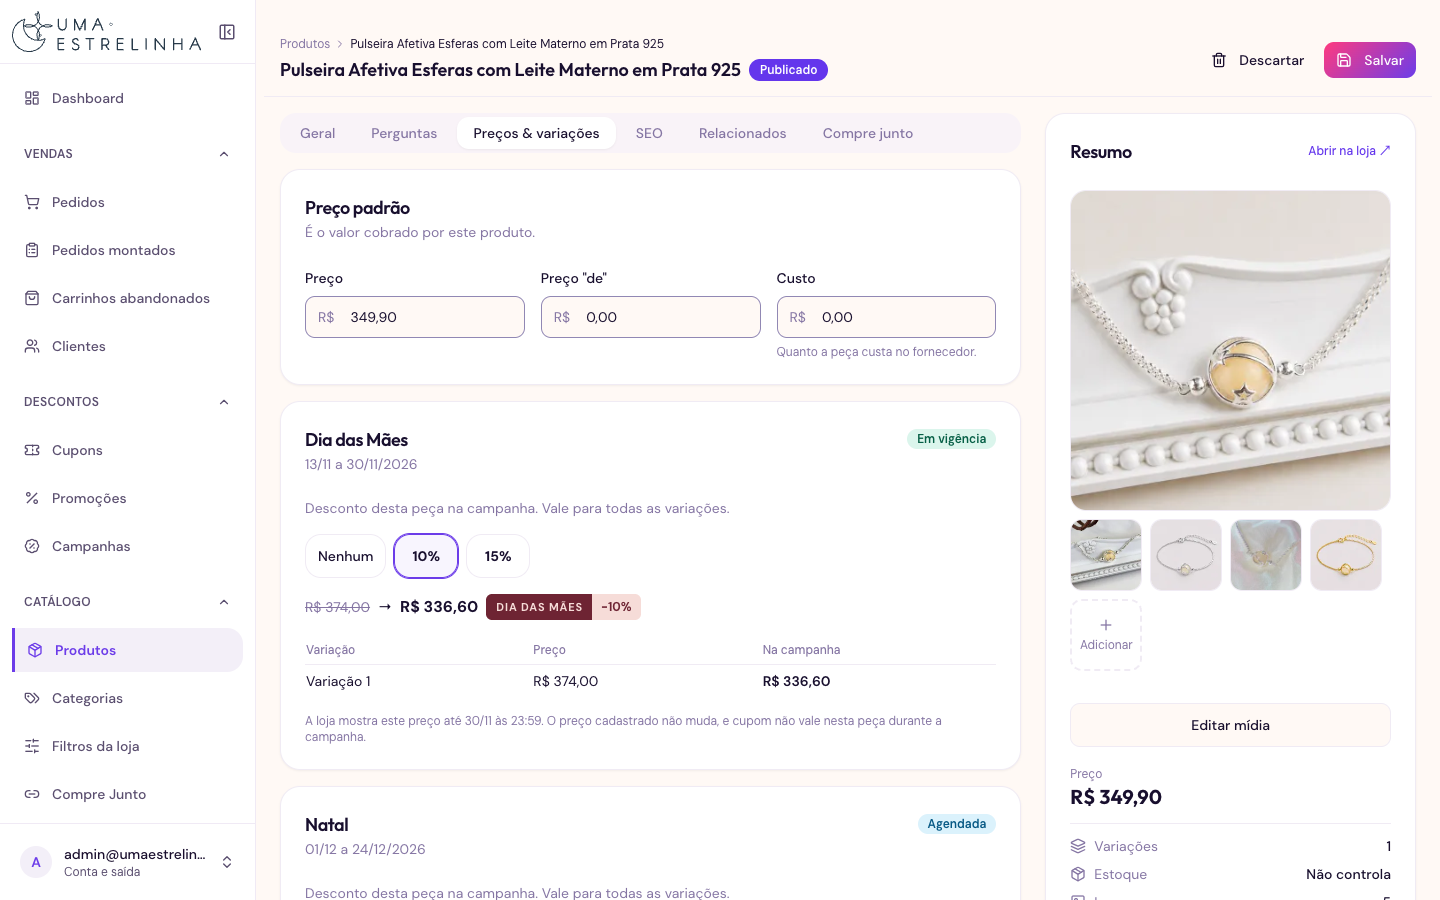 UMA
ESTRELINHA
Dashboard
VENDAS
Pedidos
Pedidos montados
Carrinhos abandonados
Clientes
DESCONTOS
Cupons
Promoções
Campanhas
CATÁLOGO
Produtos
Categorias
Filtros da loja
Compre Junto
A
admin@umaestrelin...
Conta e saída
Produtos > Pulseira Afetiva Esferas com Leite Materno em Prata 925
Pulseira Afetiva Esferas com Leite Materno em Prata 925 Publicado
Descartar Salvar
Geral Perguntas Preços & variações SEO Relacionados Compre junto
Preço padrão
É o valor cobrado por este produto.
Preço Preço "de" Custo
R$ 349,90 R$ 0,00 R$ 0,00
Quanto a peça custa no fornecedor.
Dia das Mães Em vigência
13/11 a 30/11/2026
Desconto desta peça na campanha. Vale para todas as variações.
Nenhum 10% 15%
R$ 374,00 → R$ 336,60 DIA DAS MÃES -10%
Variação Preço Na campanha
Variação 1 R$ 374,00 R$ 336,60
A loja mostra este preço até 30/11 às 23:59. O preço cadastrado não muda, e cupom não vale nesta peça durante a
campanha.
Natal Agendada
01/12 a 24/12/2026
Desconto desta peça na campanha. Vale para todas as variações.
Resumo Abrir na loja ↗
+
Adicionar
Editar mídia
Preço
R$ 349,90
Variações 1
Estoque Não controla